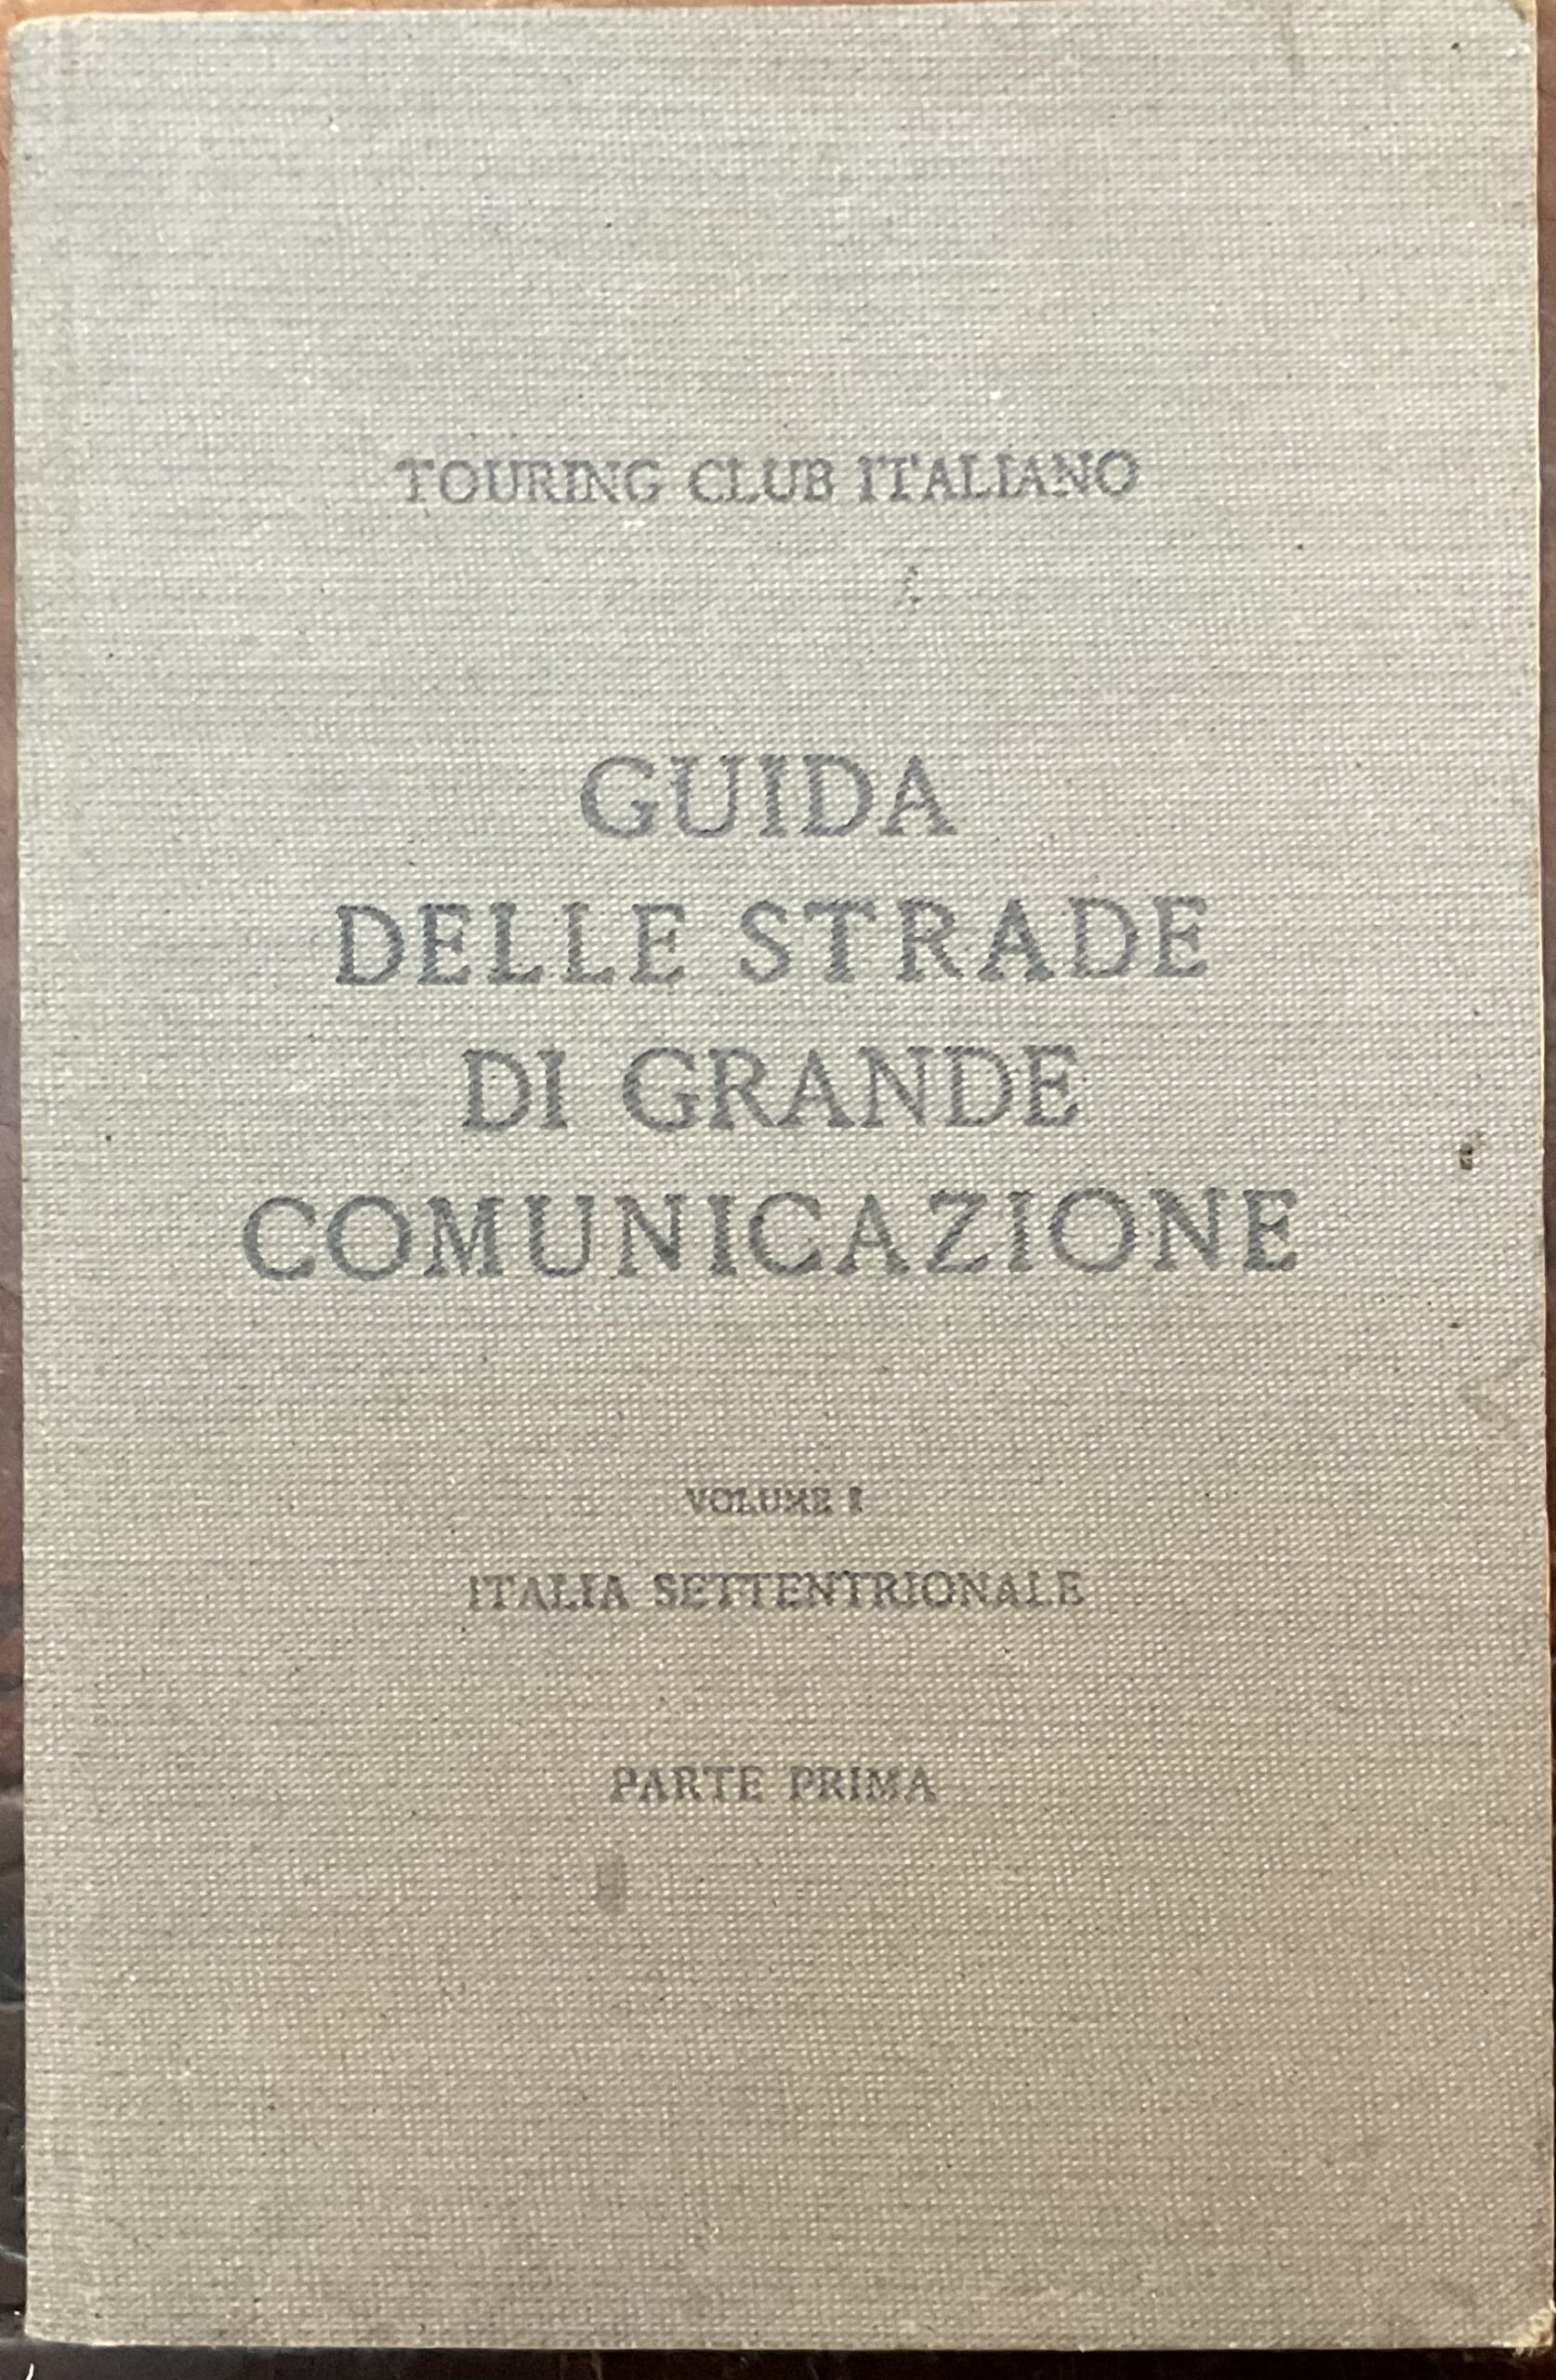 TOURING CLUB ITALIANO
GUIDA
DELLE STRADE
DI GRANDE
COMUNICAZIONE
VOLUME I
ITALIA SETTENTRIONALE
PARTE PRIMA